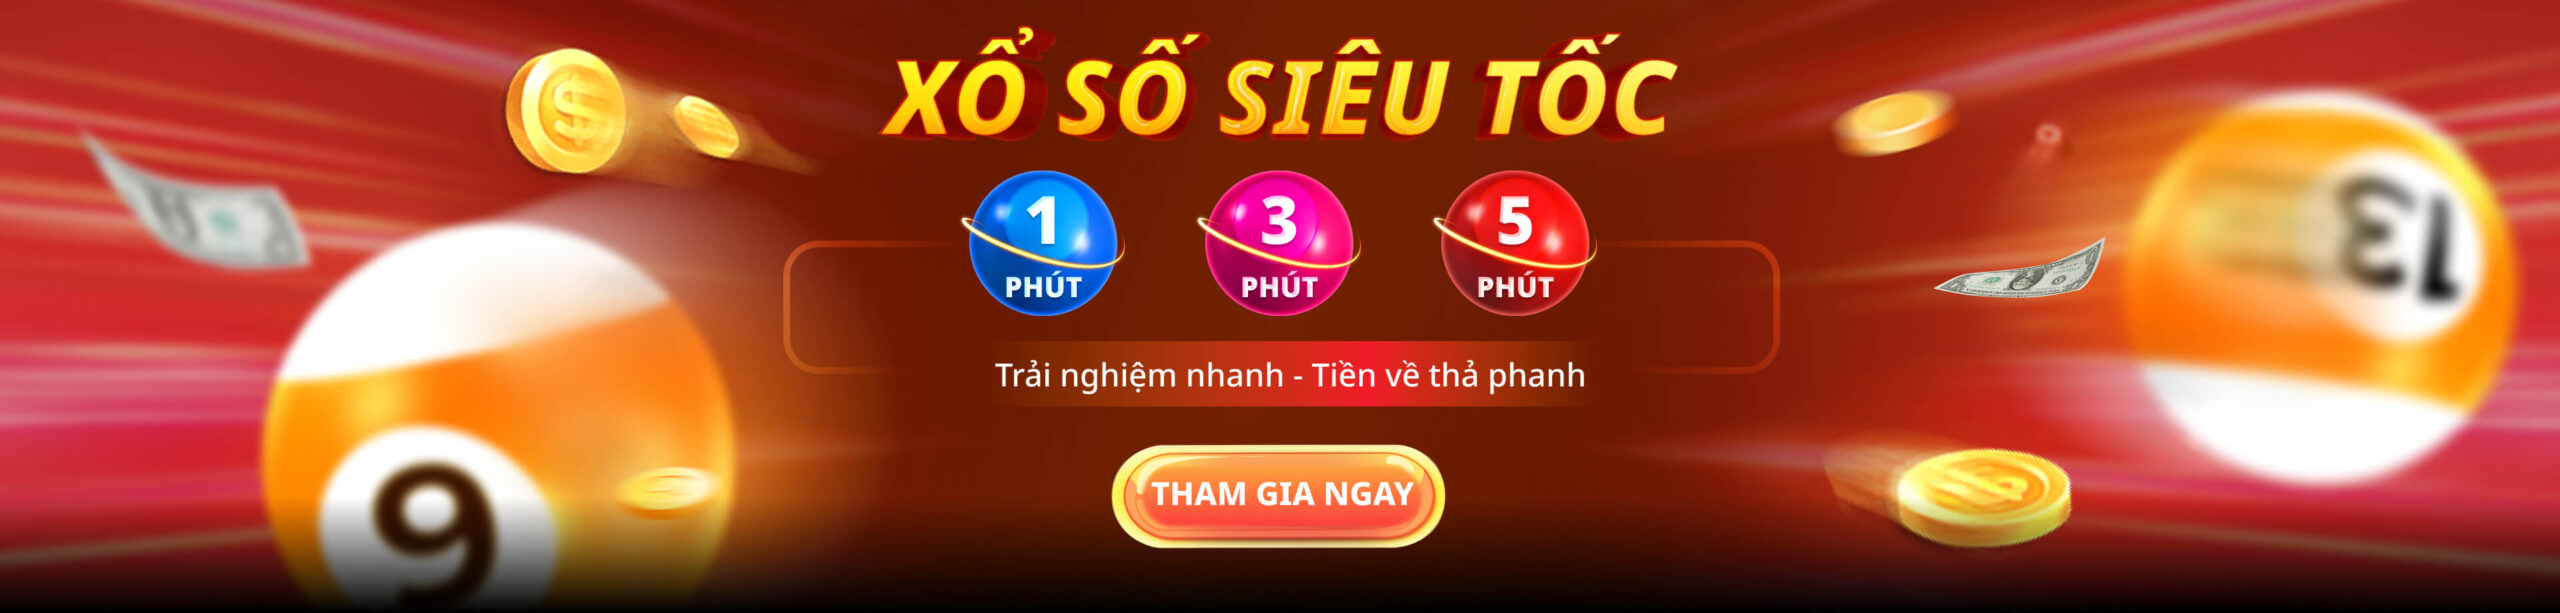 XỔ SỐ SIÊU TỐC
1 3 5
PHÚT PHÚT PHÚT
Trải nghiệm nhanh - Tiền về thả phanh
THAM GIA NGAY
9
13
$